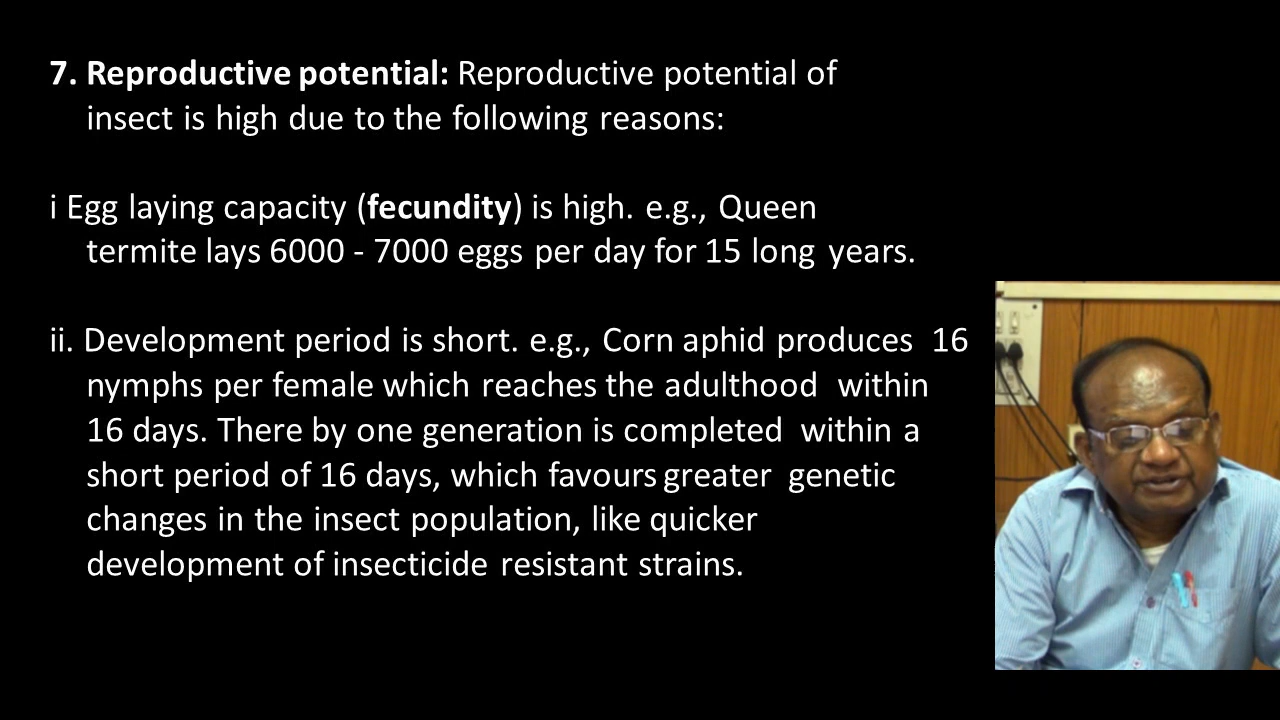 7. Reproductive potential: Reproductive potential of
insect is high due to the following reasons:
i Egg laying capacity (fecundity) is high. e.g., Queen
termite lays 6000 - 7000 eggs per day for 15 long years.
ii. Development period is short. e.g., Corn aphid produces 16
nymphs per female which reaches the adulthood within
16 days. There by one generation is completed within a
short period of 16 days, which favours greater genetic
changes in the insect population, like quicker
development of insecticide resistant strains.